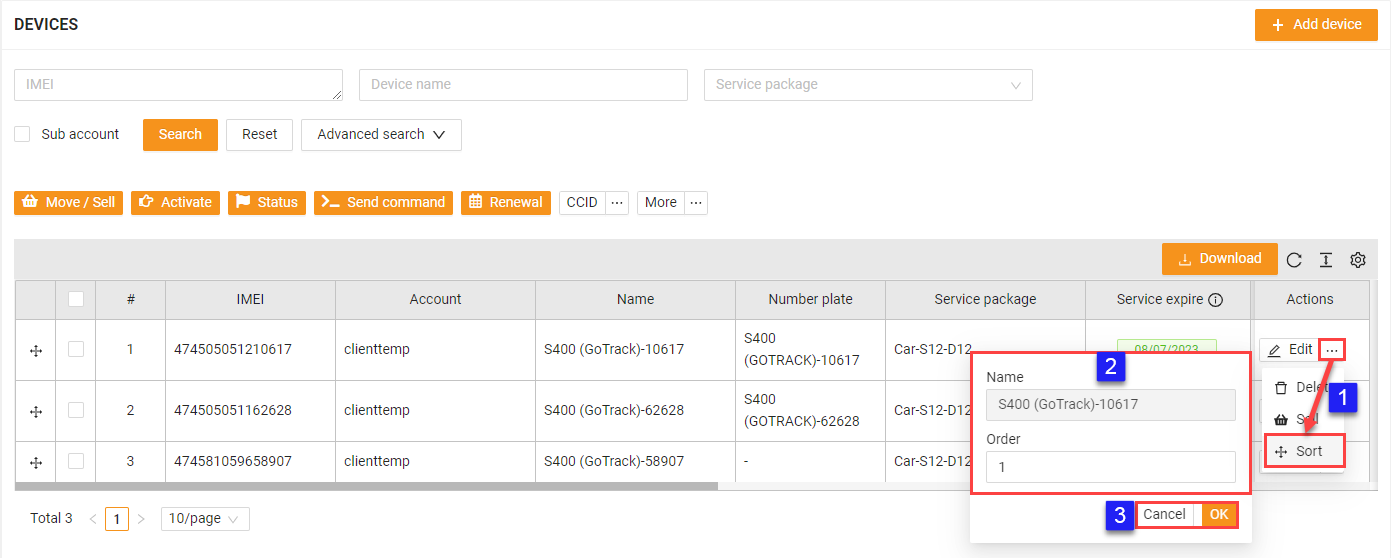 DEVICES
Add device
IMEI
Device name
Service package
Sub account
Search
Reset
Advanced search
Move / Sell
Activate
Status
Send command
Renewal
CCID ...
More ...
Download
# IMEI Account Name Number plate Service package Service expire Actions
1 474505051210617 clienttemp S400 (GoTrack)-10617 S400 (GOTRACK)-10617 Car-S12-D12 08/07/2023 Edit ...
2 474505051162628 clienttemp S400 (GoTrack)-62628 S400 (GOTRACK)-62628 Car-S12-D12
3 474581059658907 clienttemp S400 (GoTrack)-58907 - Car-S12-D12
1
Sort
2
Name
S400 (GoTrack)-10617
Order
1
3
Cancel
OK
Total 3
1
10/page